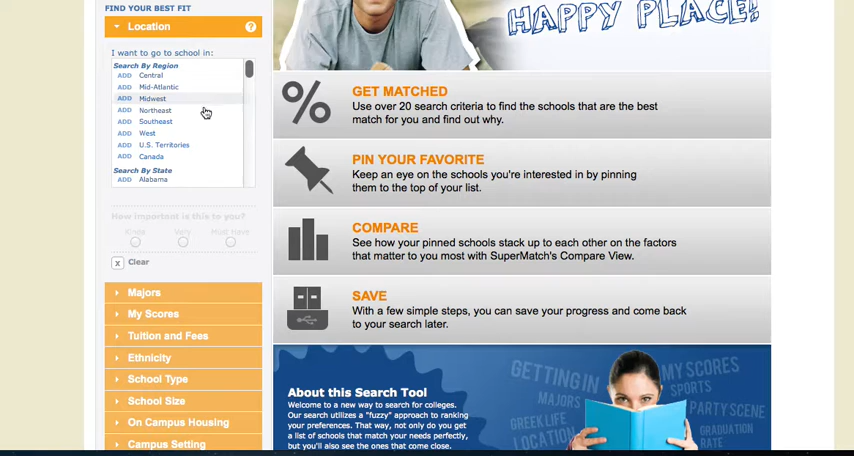 FIND YOUR BEST FIT
Location
?
I want to go to school in:
Search By Region
ADD Central
ADD Mid-Atlantic
ADD Midwest
ADD Northeast
ADD Southeast
ADD West
ADD U.S. Territories
ADD Canada
Search By State
ADD Alabama
How important is this to you?
Kinda Very Must Have
x Clear
Majors
My Scores
Tuition and Fees
Ethnicity
School Type
School Size
On Campus Housing
Campus Setting
HAPPY PLACE!
%
GET MATCHED
Use over 20 search criteria to find the schools that are the best
match for you and find out why.
PIN YOUR FAVORITE
Keep an eye on the schools you're interested in by pinning
them to the top of your list.
COMPARE
See how your pinned schools stack up to each other on the factors
that matter to you most with SuperMatch's Compare View.
SAVE
With a few simple steps, you can save your progress and come back
to your search later.
About this Search Tool
Welcome to a new way to search for colleges.
Our search utilizes a "fuzzy" approach to ranking
your preferences. That way, not only do you get
a list of schools that match your needs perfectly,
but you'll also see the ones that come close.
GETTING IN
MAJORS
GREEK LIFE
LOCATION
MY SCORES
SPORTS
PARTY SCENE
GRADUATION
RATE